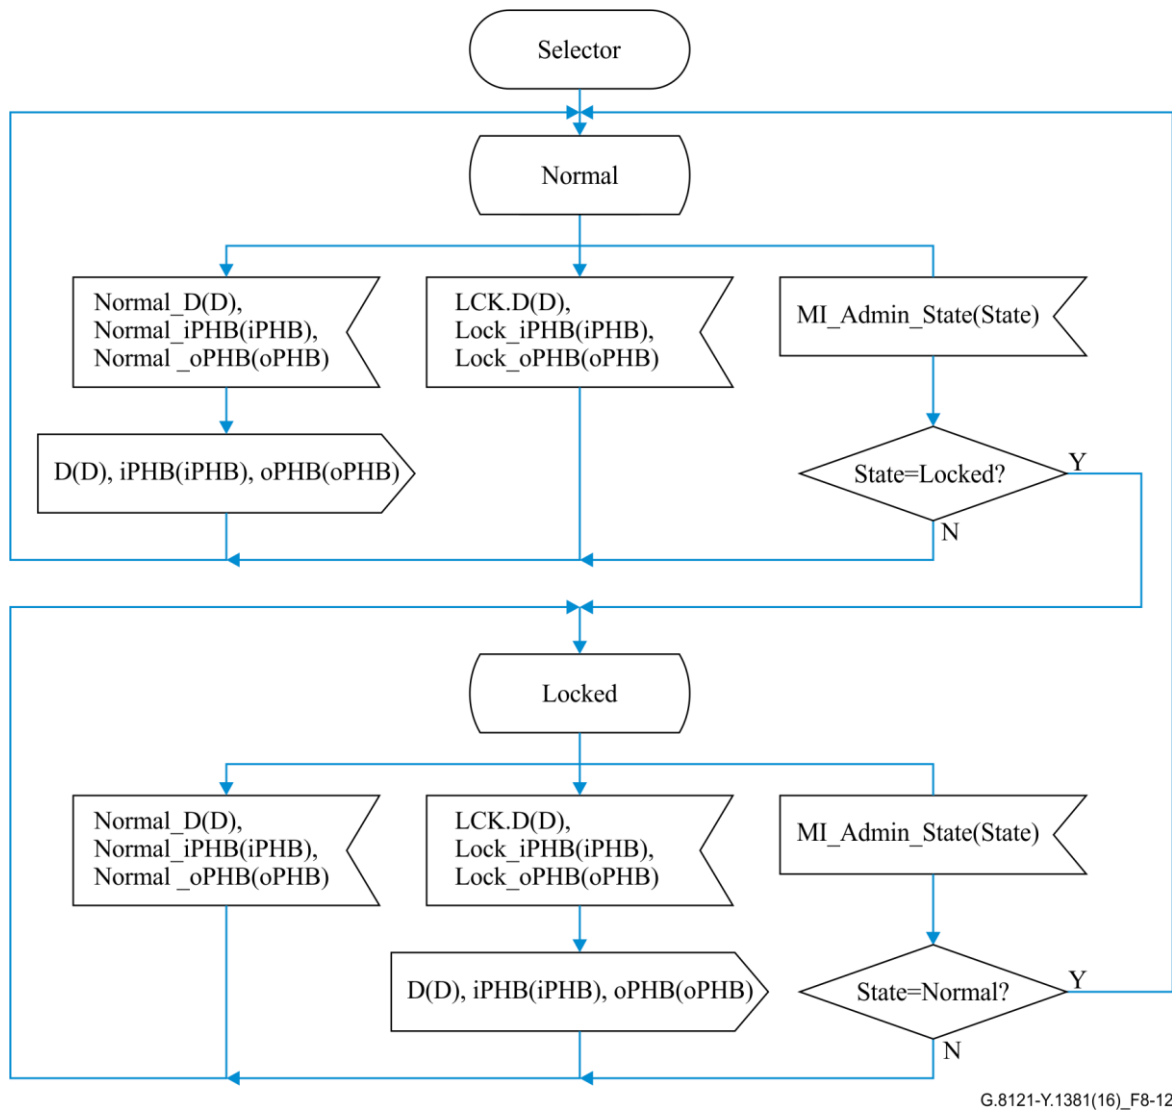 Selector
Normal
Normal_D(D),
Normal_iPHB(iPHB),
Normal _oPHB(oPHB)
LCK.D(D),
Lock_iPHB(iPHB),
Lock_oPHB(oPHB)
MI_Admin_State(State)
D(D), iPHB(iPHB), oPHB(oPHB)
State=Locked?
Y
N
Locked
Normal_D(D),
Normal_iPHB(iPHB),
Normal _oPHB(oPHB)
LCK.D(D),
Lock_iPHB(iPHB),
Lock_oPHB(oPHB)
MI_Admin_State(State)
D(D), iPHB(iPHB), oPHB(oPHB)
State=Normal?
Y
N
G.8121-Y.1381(16)_F8-12